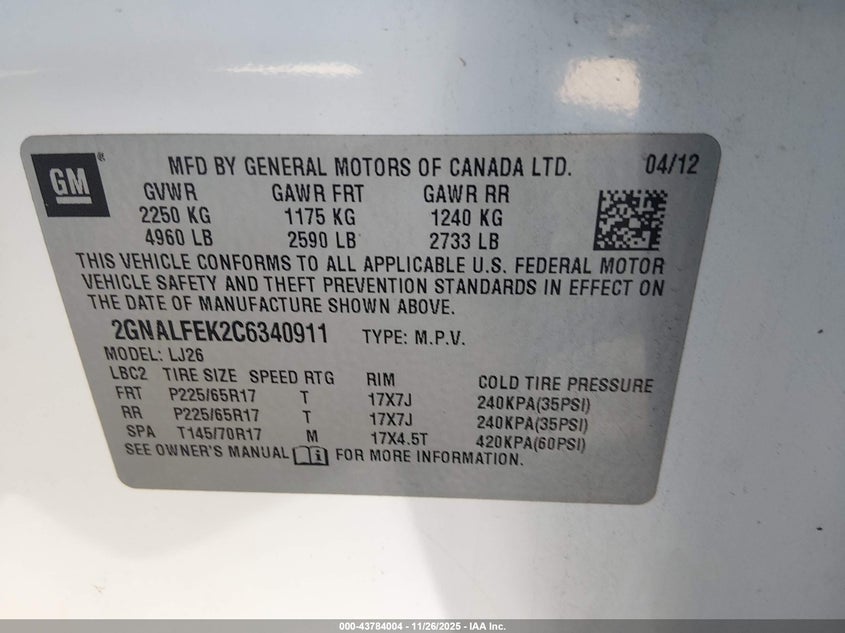 GM ® MFD BY GENERAL MOTORS OF CANADA LTD. 04/12
GVWR GAWR FRT GAWR RR
2250 KG 1175 KG 1240 KG
4960 LB 2590 LB 2733 LB
THIS VEHICLE CONFORMS TO ALL APPLICABLE U.S. FEDERAL MOTOR
VEHICLE SAFETY AND THEFT PREVENTION STANDARDS IN EFFECT ON
THE DATE OF MANUFACTURE SHOWN ABOVE.
2GNALFEK2C6340911 TYPE: M.P.V.
MODEL: LJ26
LBC2 TIRE SIZE SPEED RTG RIM COLD TIRE PRESSURE
FRT P225/65R17 T 17X7J 240KPA(35PSI)
RR P225/65R17 T 17X7J 240KPA(35PSI)
SPA T145/70R17 M 17X4.5T 420KPA(60PSI)
SEE OWNER'S MANUAL i FOR MORE INFORMATION.
000-43784004 - 11/26/2025 - IAA Inc.